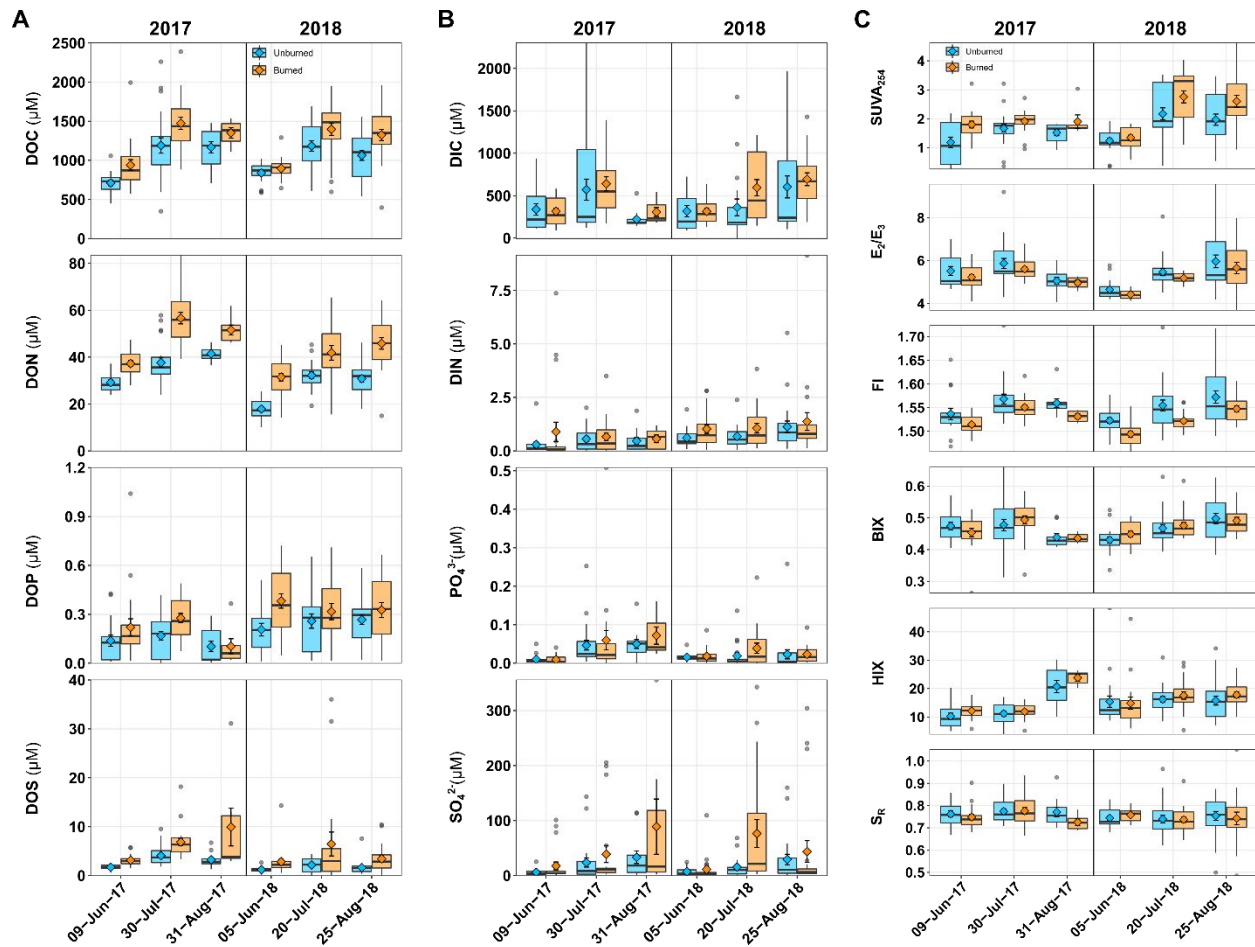 A
2017
2018
DOC (µM)
2500
2000
1500
1000
500
0
Unburned
Burned
DON (µM)
80
60
40
20
0
DOP (µM)
1.2
0.9
0.6
0.3
0.0
DOS (µM)
40
30
20
10
0
09–Jun–17
30–Jul–17
31–Aug–17
05–Jun–18
20–Jul–18
25–Aug–18
B
2017
2018
DIC (µM)
2000
1500
1000
500
0
DIN (µM)
7.5
5.0
2.5
0.0
PO₄³⁻(µM)
0.5
0.4
0.3
0.2
0.1
0.0
SO₄²⁻(µM)
300
200
100
0
09–Jun–17
30–Jul–17
31–Aug–17
05–Jun–18
20–Jul–18
25–Aug–18
C
2017
2018
SUVA₂₅₄
4
3
2
1
Unburned
Burned
E₂/E₃
8
6
4
FI
1.70
1.65
1.60
1.55
1.50
BIX
0.6
0.5
0.4
0.3
HIX
40
30
20
10
S_R
1.0
0.9
0.8
0.7
0.6
0.5
09–Jun–17
30–Jul–17
31–Aug–17
05–Jun–18
20–Jul–18
25–Aug–18